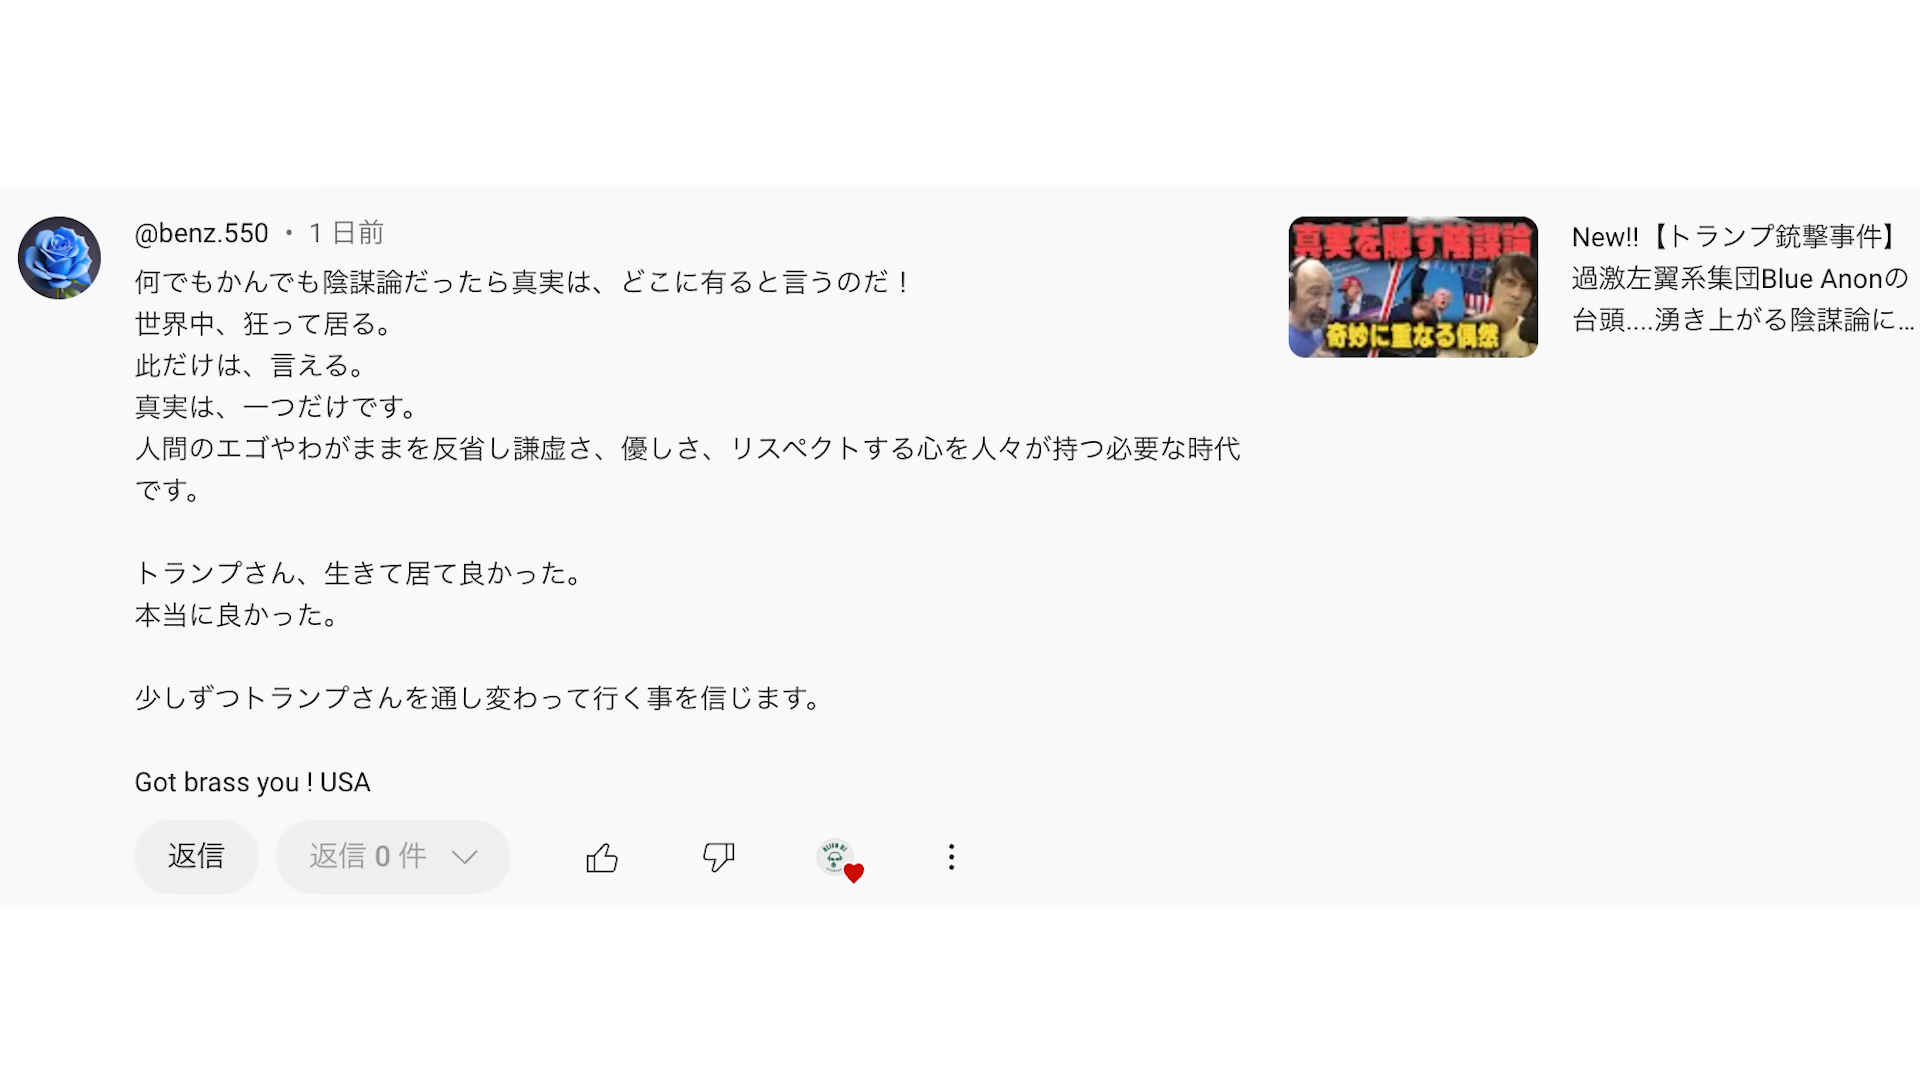 @benz.550 • 1 日前
何でもかんでも陰謀論だったら真実は、どこに有ると言うのだ！
世界中、狂って居る。
此だけは、言える。
真実は、一つだけです。
人間のエゴやわがままを反省し謙虚さ、優しさ、リスペクトする心を人々が持つ必要な時代
です。
トランプさん、生きて居て良かった。
本当に良かった。
少しずつトランプさんを通し変わって行く事を信じます。
Got brass you ! USA
返信
返信 0 件
真実を隠す陰謀論
奇妙に重なる偶然
New!!【トランプ銃撃事件】
過激左翼系集団Blue Anonの
台頭....湧き上がる陰謀論に...